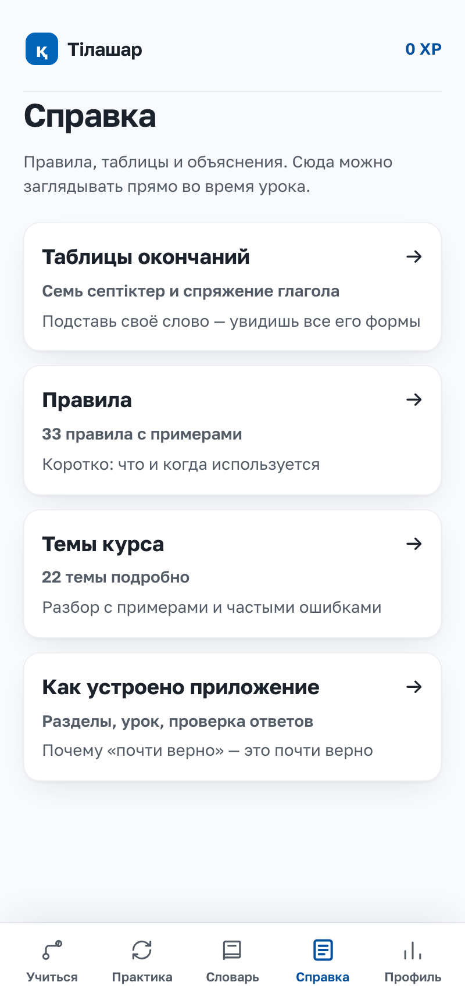 қ Тілашар
0 XP
Справка
Правила, таблицы и объяснения. Сюда можно
заглядывать прямо во время урока.
Таблицы окончаний
Семь септіктер и спряжение глагола
Подставь своё слово — увидишь все его формы
Правила
33 правила с примерами
Коротко: что и когда используется
Темы курса
22 темы подробно
Разбор с примерами и частыми ошибками
Как устроено приложение
Разделы, урок, проверка ответов
Почему «почти верно» — это почти верно
Учиться
Практика
Словарь
Справка
Профиль